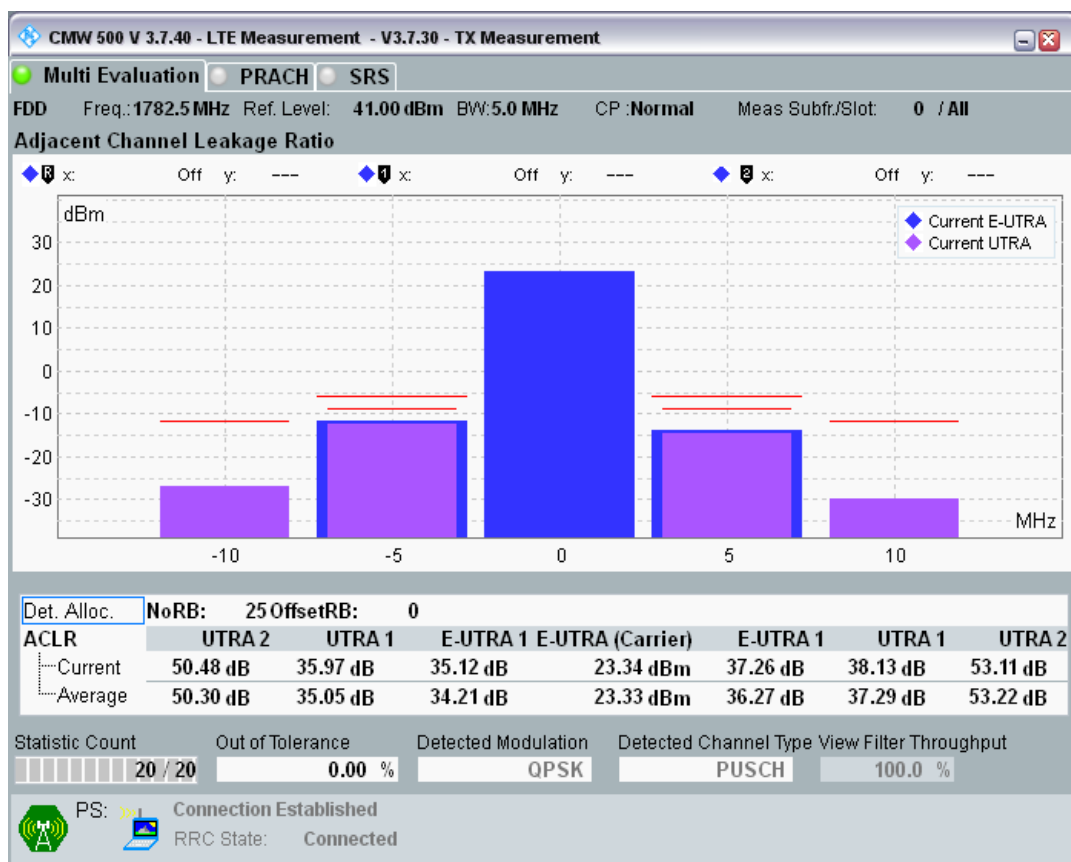 CMW 500 V 3.7.40 - LTE Measurement - V3.7.30 - TX Measurement
Multi Evaluation PRACH SRS
FDD Freq.: 1782.5 MHz Ref. Level: 41.00 dBm BW: 5.0 MHz CP : Normal Meas Subfr./Slot: 0 / All
Adjacent Channel Leakage Ratio
R x: Off y: --- 1 x: Off y: --- 2 x: Off y: ---
dBm
Current E-UTRA
Current UTRA
30
20
10
0
-10
-20
-30
MHz
-10 -5 0 5 10
Det. Alloc. NoRB: 25 OffsetRB: 0
ACLR UTRA 2 UTRA 1 E-UTRA 1 E-UTRA (Carrier) E-UTRA 1 UTRA 1 UTRA 2
Current 50.48 dB 35.97 dB 35.12 dB 23.34 dBm 37.26 dB 38.13 dB 53.11 dB
Average 50.30 dB 35.05 dB 34.21 dB 23.33 dBm 36.27 dB 37.29 dB 53.22 dB
Statistic Count Out of Tolerance Detected Modulation Detected Channel Type View Filter Throughput
20 / 20 0.00 % QPSK PUSCH 100.0 %
PS: Connection Established
RRC State: Connected